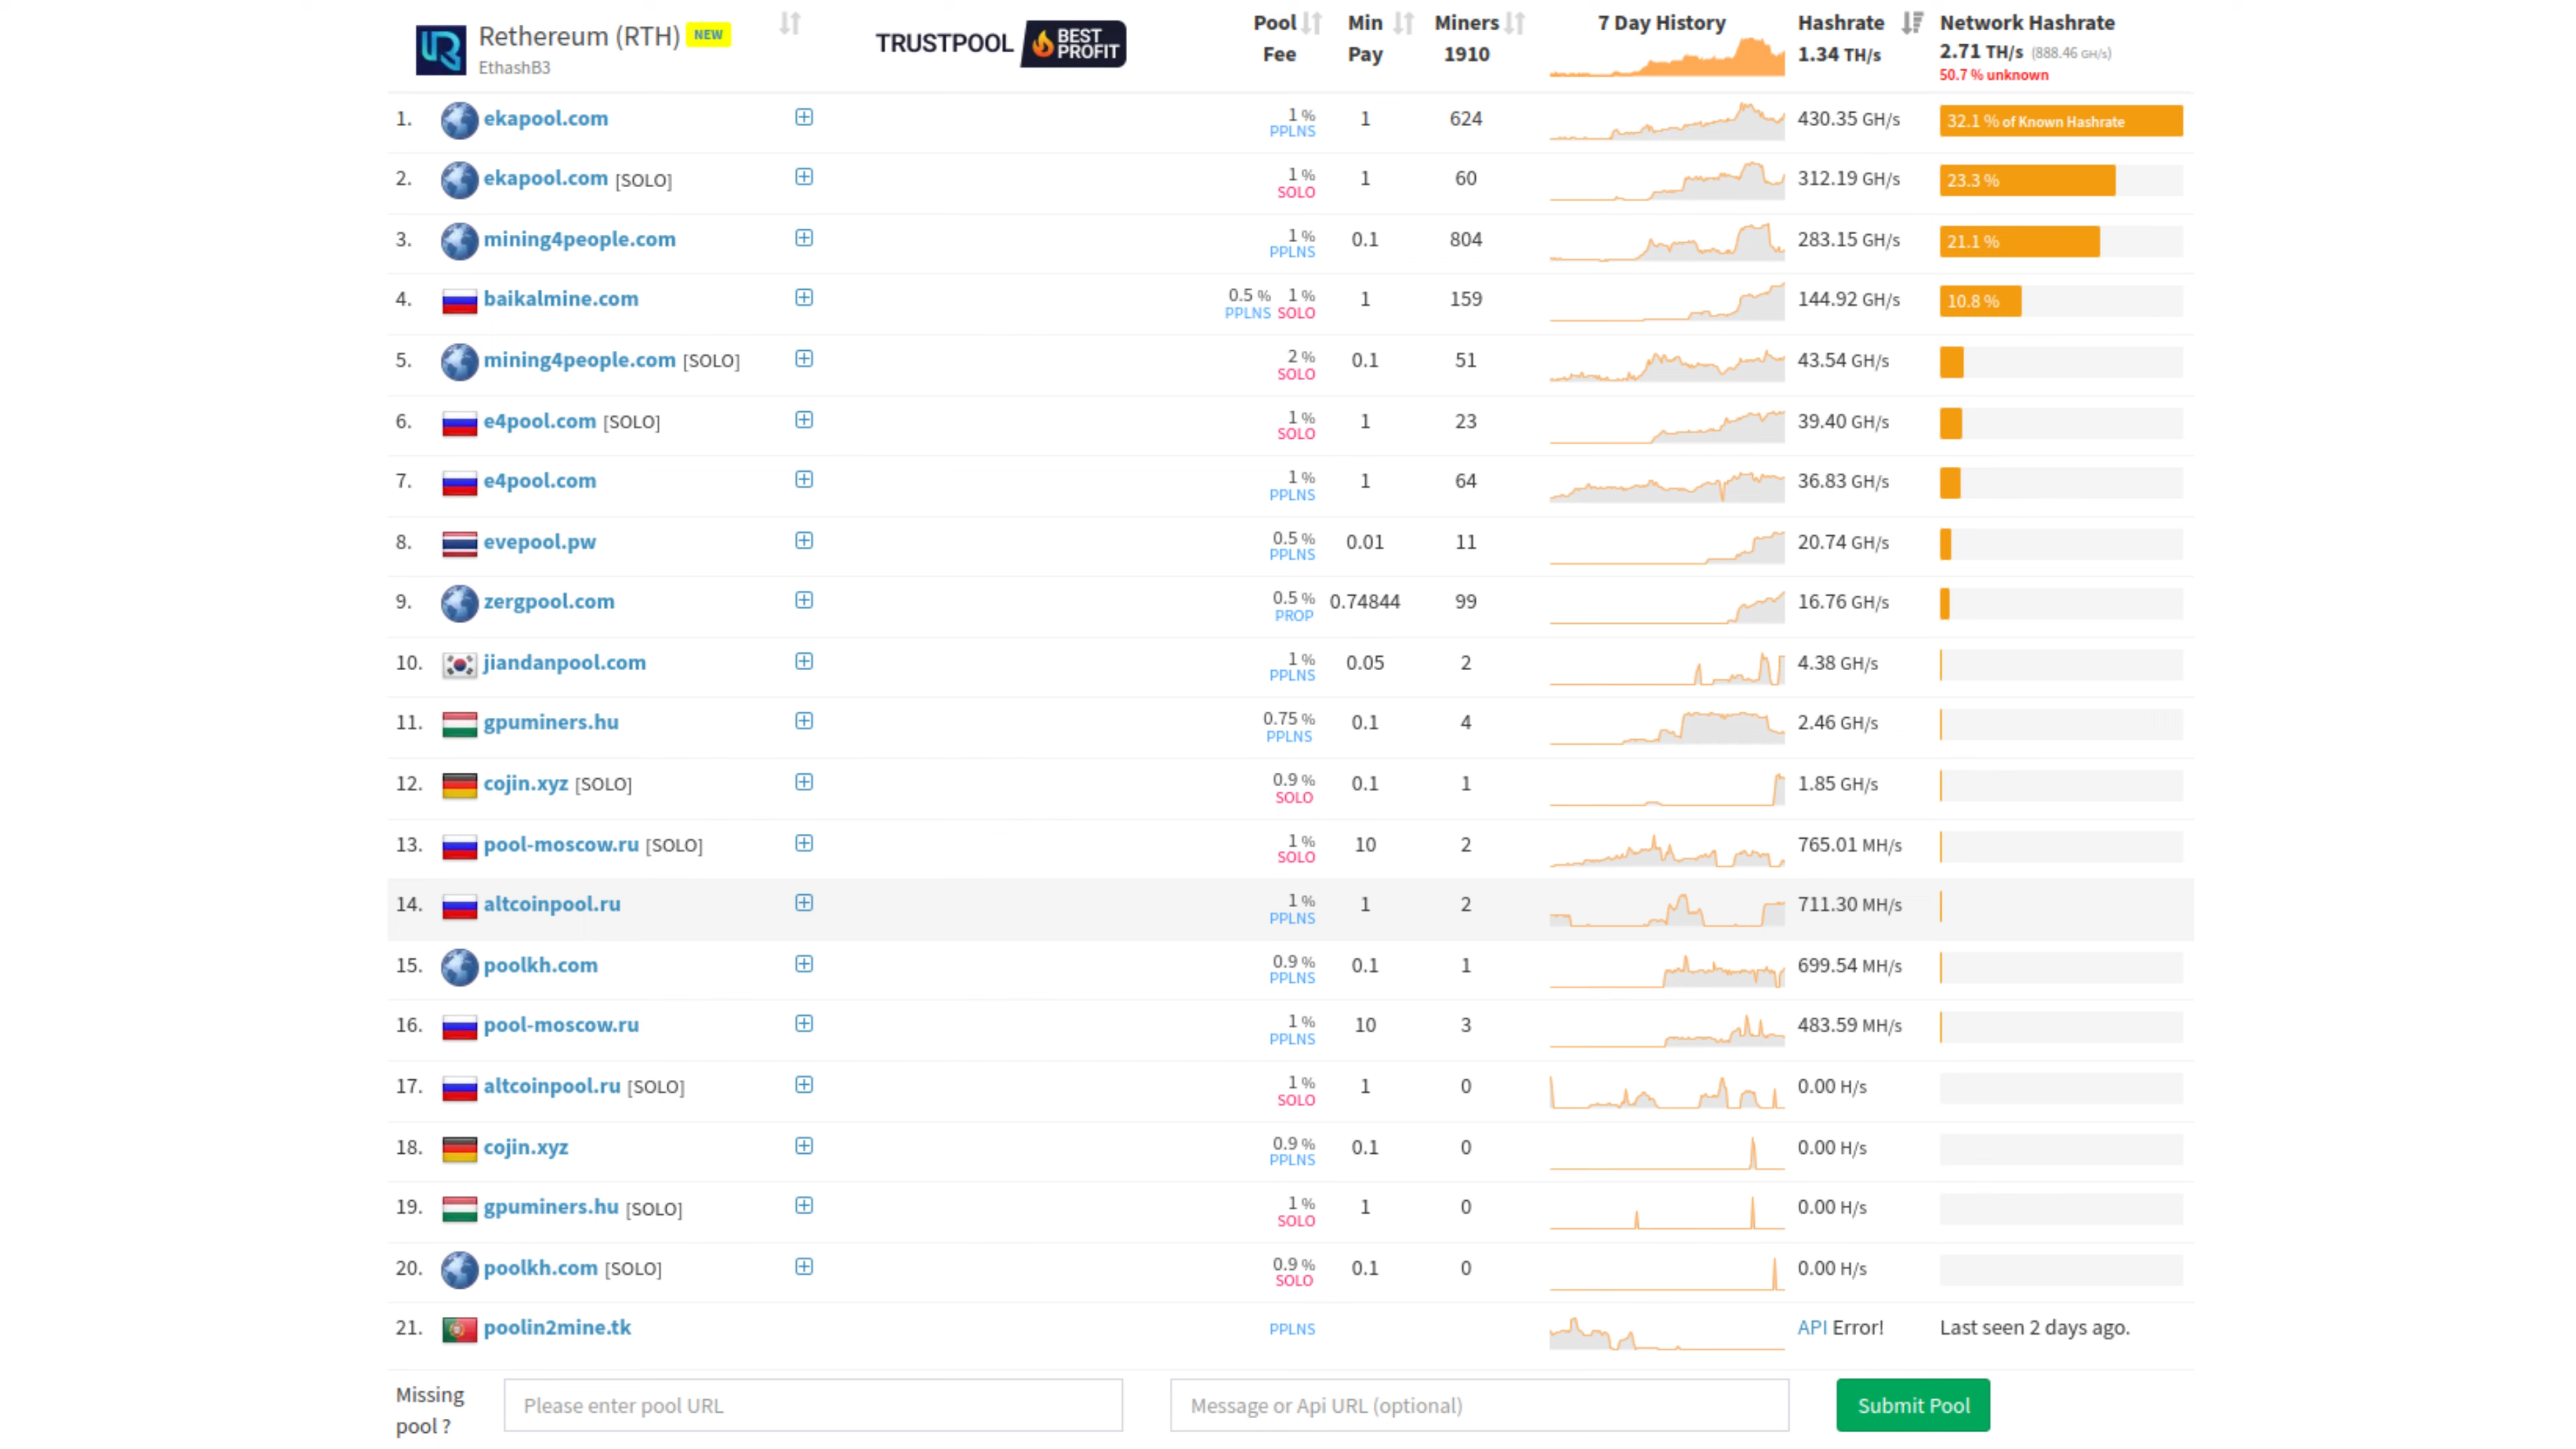 Rethereum (RTH) NEW
EthashB3
TRUSTPOOL BEST PROFIT
Pool Fee
Min Pay
Miners 1910
7 Day History
Hashrate 1.34 TH/s
Network Hashrate
2.71 TH/s (888.46 GH/s)
50.7 % unknown
1. ekapool.com 1 % PPLNS 1 624 430.35 GH/s 32.1 % of Known Hashrate
2. ekapool.com [SOLO] 1 % SOLO 1 60 312.19 GH/s 23.3 %
3. mining4people.com 1 % PPLNS 0.1 804 283.15 GH/s 21.1 %
4. baikalmine.com 0.5 % PPLNS 1 % SOLO 1 159 144.92 GH/s 10.8 %
5. mining4people.com [SOLO] 2 % SOLO 0.1 51 43.54 GH/s
6. e4pool.com [SOLO] 1 % SOLO 1 23 39.40 GH/s
7. e4pool.com 1 % PPLNS 1 64 36.83 GH/s
8. evepool.pw 0.5 % PPLNS 0.01 11 20.74 GH/s
9. zergpool.com 0.5 % PROP 0.74844 99 16.76 GH/s
10. jiandanpool.com 1 % PPLNS 0.05 2 4.38 GH/s
11. gpuminers.hu 0.75 % PPLNS 0.1 4 2.46 GH/s
12. cojin.xyz [SOLO] 0.9 % SOLO 0.1 1 1.85 GH/s
13. pool-moscow.ru [SOLO] 1 % SOLO 10 2 765.01 MH/s
14. altcoinpool.ru 1 % PPLNS 1 2 711.30 MH/s
15. poolkh.com 0.9 % PPLNS 0.1 1 699.54 MH/s
16. pool-moscow.ru 1 % PPLNS 10 3 483.59 MH/s
17. altcoinpool.ru [SOLO] 1 % SOLO 1 0 0.00 H/s
18. cojin.xyz 0.9 % PPLNS 0.1 0 0.00 H/s
19. gpuminers.hu [SOLO] 1 % SOLO 1 0 0.00 H/s
20. poolkh.com [SOLO] 0.9 % SOLO 0.1 0 0.00 H/s
21. poolin2mine.tk PPLNS API Error! Last seen 2 days ago.
Missing pool ? Please enter pool URL Message or Api URL (optional) Submit Pool